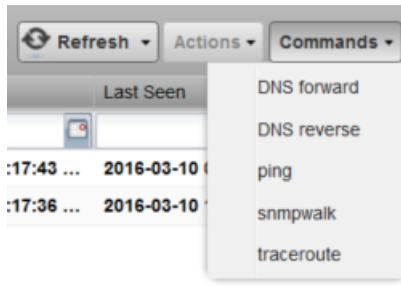 Refresh Actions Commands
Last Seen
DNS forward
DNS reverse
:17:43 ... 2016-03-10
ping
:17:36 ... 2016-03-10
snmpwalk
traceroute